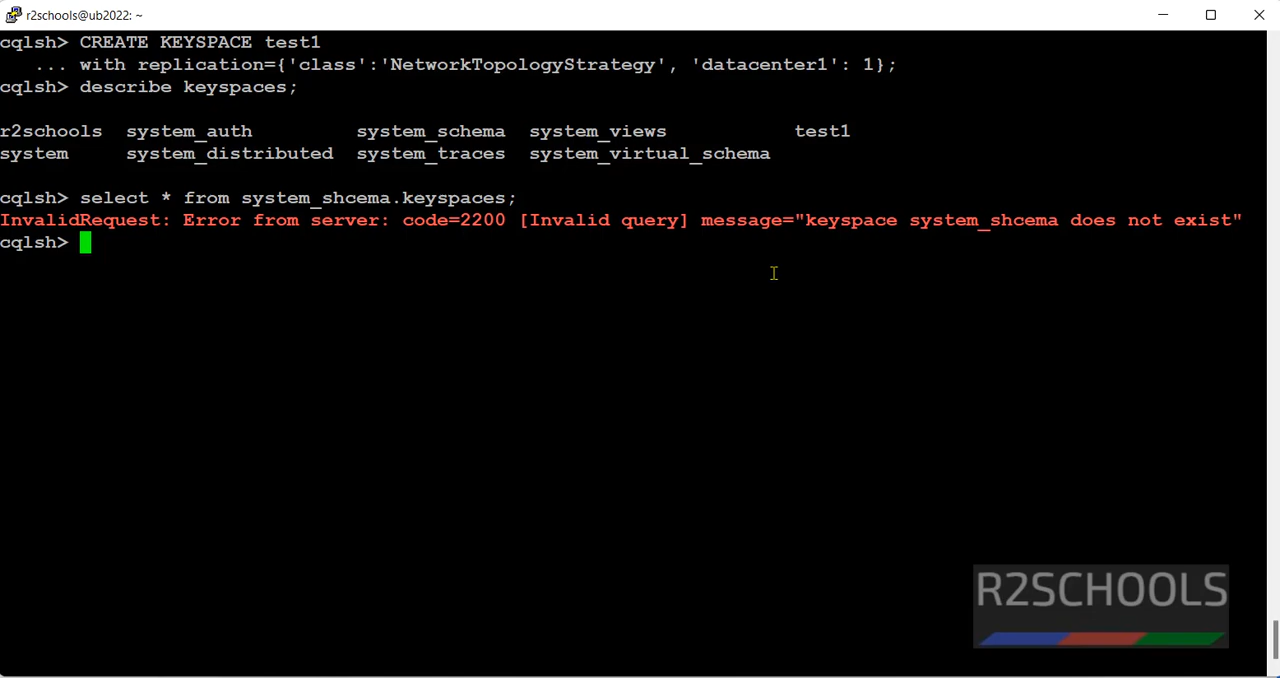 r2schools@ub2022: ~
cqlsh> CREATE KEYSPACE test1
   ... with replication={'class':'NetworkTopologyStrategy', 'datacenter1': 1};
cqlsh> describe keyspaces;
r2schools  system_auth         system_schema  system_views           test1
system     system_distributed  system_traces  system_virtual_schema
cqlsh> select * from system_shcema.keyspaces;
InvalidRequest: Error from server: code=2200 [Invalid query] message="keyspace system_shcema does not exist"
cqlsh>
R2SCHOOLS